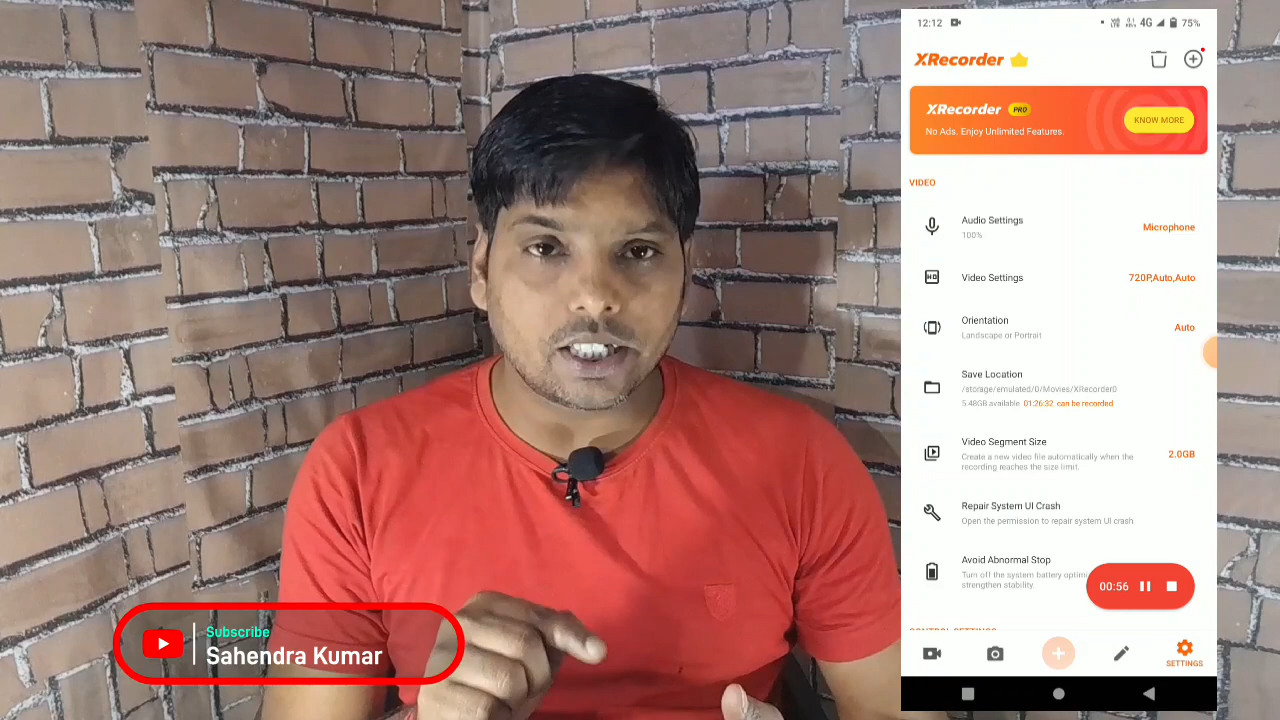 12:12
4G
75%
XRecorder
XRecorder PRO
No Ads. Enjoy Unlimited Features.
KNOW MORE
VIDEO
Audio Settings
100%
Microphone
HD
Video Settings
720P,Auto,Auto
Orientation
Landscape or Portrait
Auto
Save Location
/storage/emulated/0/Movies/XRecorder0
5.48GB available 01:26:32 can be recorded
Video Segment Size
Create a new video file automatically when the
recording reaches the size limit.
2.0GB
Repair System UI Crash
Open the permission to repair system UI crash
Avoid Abnormal Stop
Turn off the system battery
strengthen stability.
00:56
CONTROL SETTINGS
SETTINGS
Subscribe
Sahendra Kumar